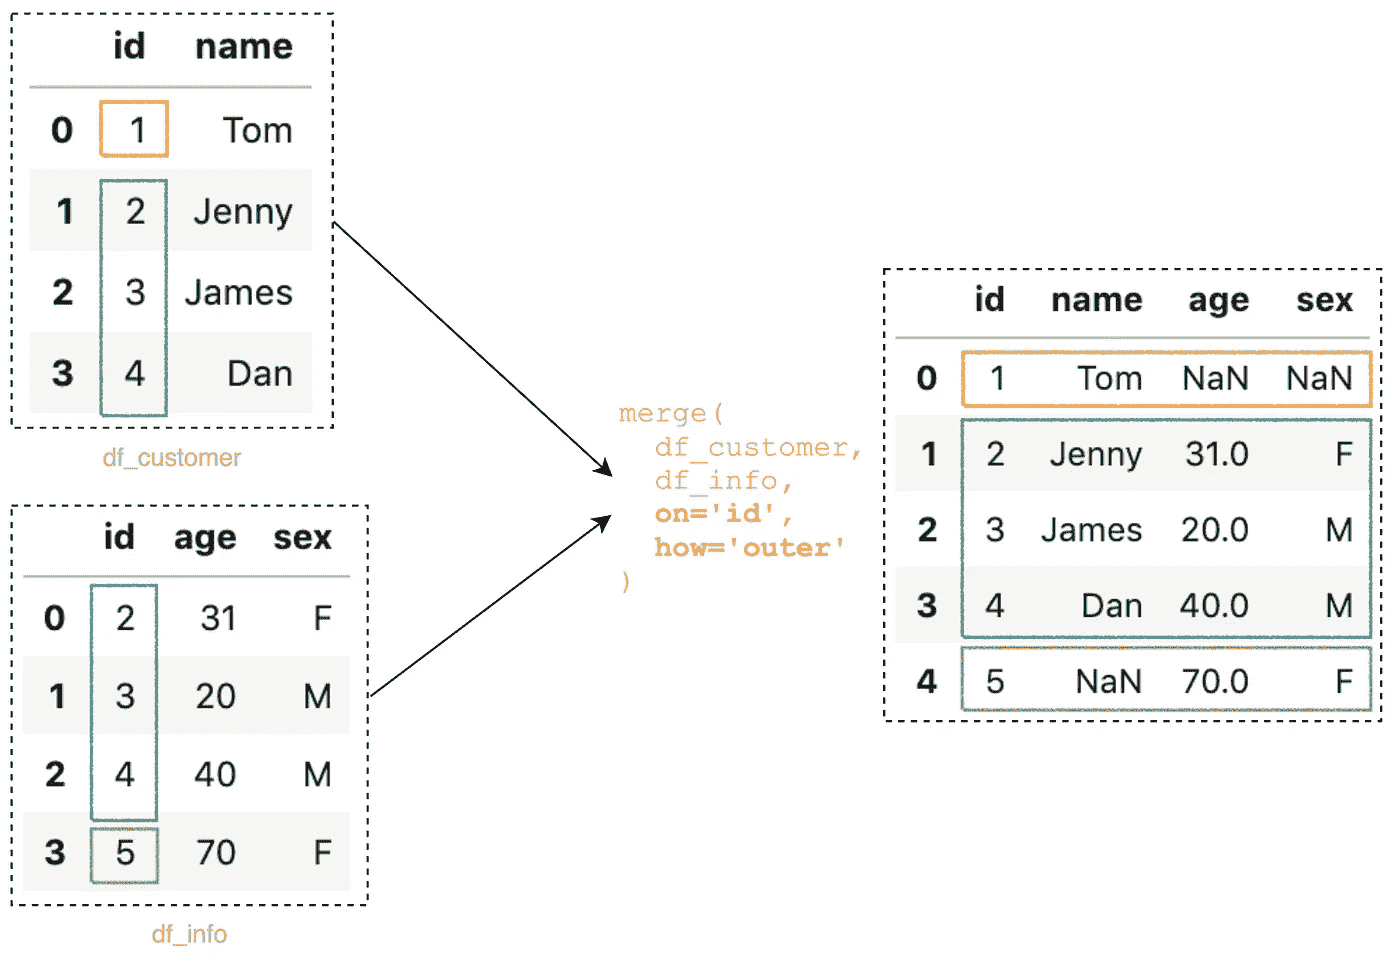 id name
0 1 Tom
1 2 Jenny
2 3 James
3 4 Dan
df_customer
id age sex
0 2 31 F
1 3 20 M
2 4 40 M
3 5 70 F
df_info
merge(
df_customer,
df_info,
on='id',
how='outer'
)
id name age sex
0 1 Tom NaN NaN
1 2 Jenny 31.0 F
2 3 James 20.0 M
3 4 Dan 40.0 M
4 5 NaN 70.0 F